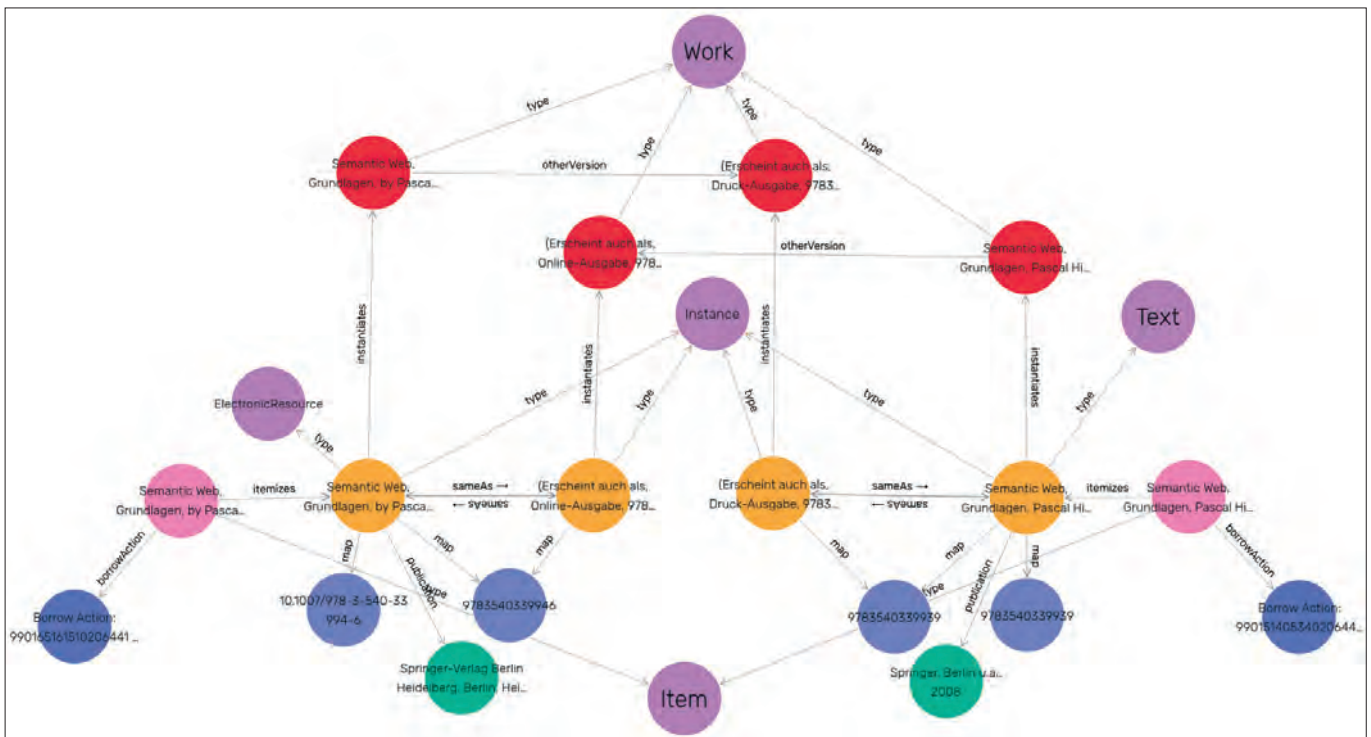 Work
type
type
type
type
Semantic Web,
Grundlagen, by Pasca...
otherVersion
(Erscheint auch als,
Druck-Ausgabe, 9783...
(Erscheint auch als,
Online-Ausgabe, 978...
otherVersion
Semantic Web,
Grundlagen, Pascal Hi...
Instance
Text
instantiates
instantiates
instantiates
instantiates
ElectronicResource
type
type
type
type
type
type
Semantic Web,
Grundlagen, by Pasca...
itemizes
Semantic Web,
Grundlagen, by Pasca...
sameAs →
sameAs →
(Erscheint auch als,
Online-Ausgabe, 978...
(Erscheint auch als,
Druck-Ausgabe, 9783...
sameAs →
sameAs →
Semantic Web,
Grundlagen, Pascal Hi...
itemizes
Semantic Web,
Grundlagen, Pascal Hi...
borrowAction
map
map
map
publication
type
map
map
map
publication
type
borrowAction
Borrow Action:
990165161510206441 ...
10.1007/978-3-540-33
994-6
9783540339946
9783540339939
9783540339939
Borrow Action:
99015140534020644...
Springer-Verlag Berlin
Heidelberg, Berlin, Hei...
Item
Springer, Berlin u.a.,
2008